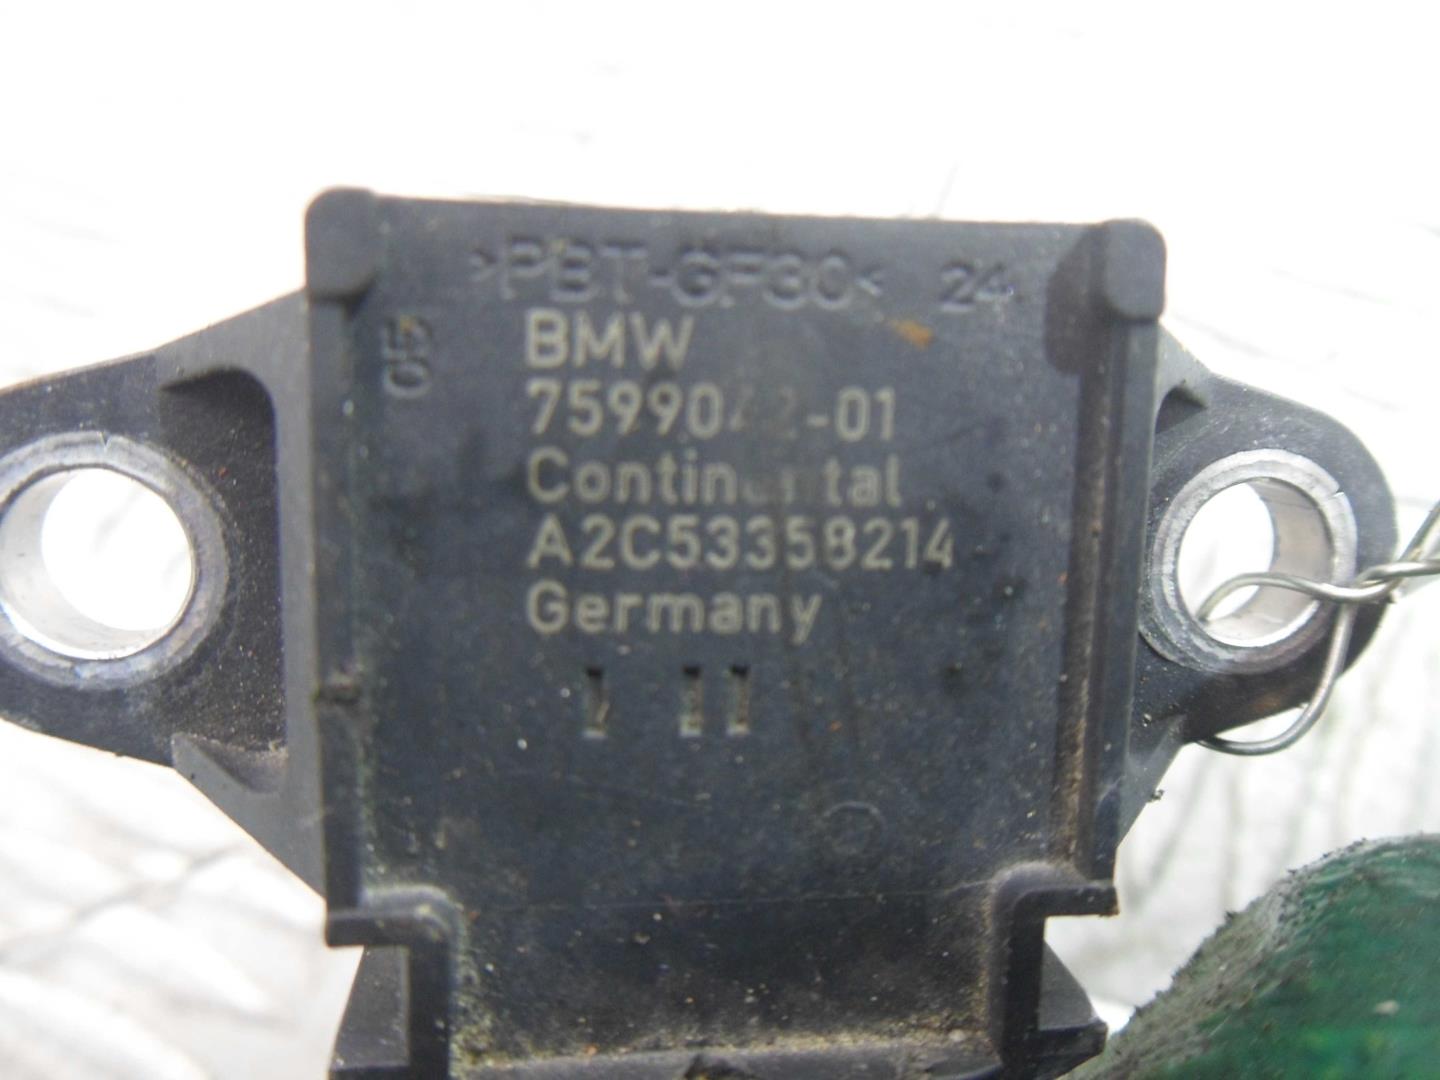 >PBT-GF30< 24
05
BMW
7599042-01
Continental
A2C53358214
Germany